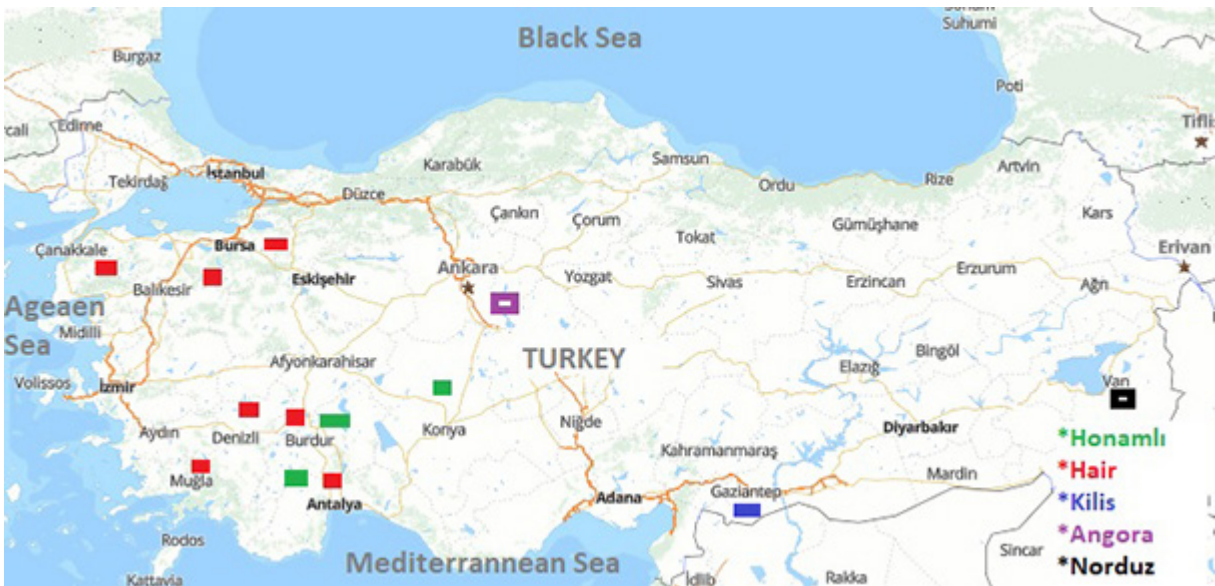 Black Sea
Sohum
Suhumi
Burgaz
Poti
Tiflis
rcali
Edirne
İstanbul
Tekirdağ
Düzce
Karabük
Samsun
Ordu
Rize
Artvin
Çankırı
Çorum
Tokat
Gümüşhane
Kars
Erivan
Çanakkale
Bursa
Balıkesir
Eskişehir
Ankara
Yozgat
Sivas
Erzincan
Erzurum
Ağrı
Ageaen
Sea
Midilli
Afyonkarahisar
TURKEY
Elazığ
Bingöl
Van
Volissos
İzmir
Aydın
Denizli
Burdur
Konya
Niğde
Kahramanmaraş
Diyarbakır
Mardin
Muğla
Antalya
Adana
Gaziantep
Rodos
Kattavia
Mediterrannean Sea
İdlib
Rakka
Sincar
*Honamlı
*Hair
*Kilis
*Angora
*Norduz